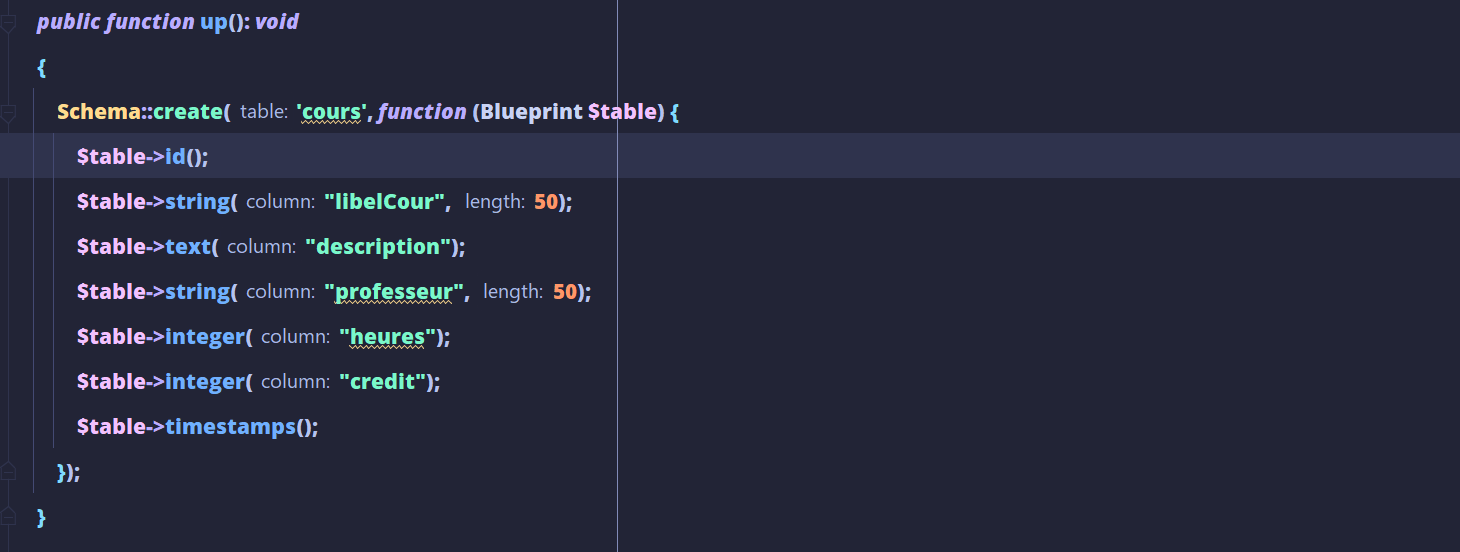 public function up(): void
{
Schema::create( table: 'cours', function (Blueprint $table) {
$table->id();
$table->string( column: "libelCour", length: 50);
$table->text( column: "description");
$table->string( column: "professeur", length: 50);
$table->integer( column: "heures");
$table->integer( column: "credit");
$table->timestamps();
});
}